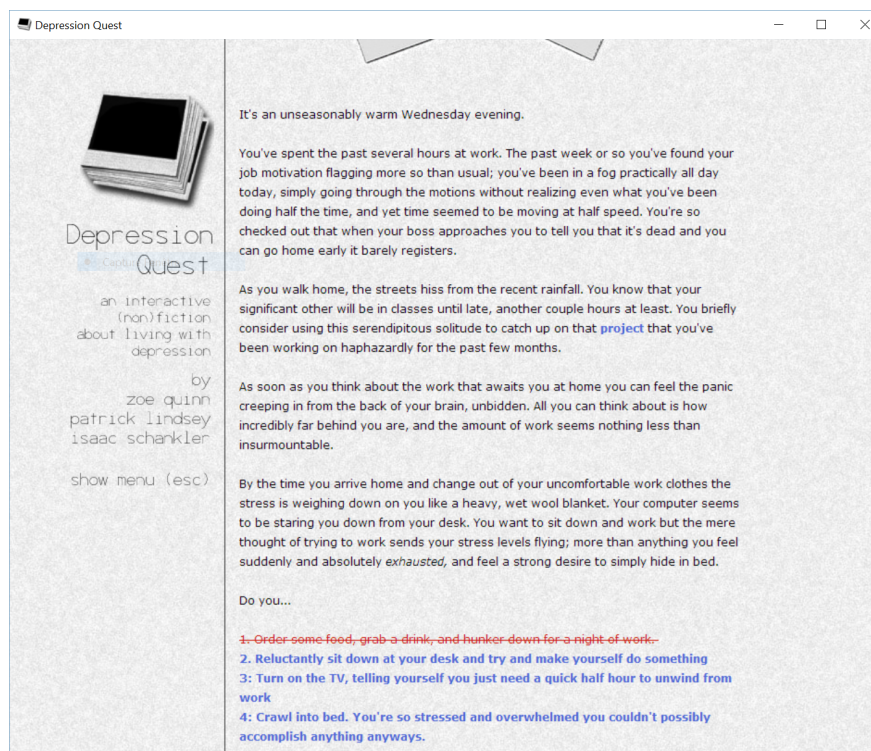 Depression Quest
It's an unseasonably warm Wednesday evening.
You've spent the past several hours at work. The past week or so you've found your
job motivation flagging more so than usual; you've been in a fog practically all day
today, simply going through the motions without realizing even what you've been
doing half the time, and yet time seemed to be moving at half speed. You're so
checked out that when your boss approaches you to tell you that it's dead and you
can go home early it barely registers.
As you walk home, the streets hiss from the recent rainfall. You know that your
significant other will be in classes until late, another couple hours at least. You briefly
consider using this serendipitous solitude to catch up on that project that you've
been working on haphazardly for the past few months.
As soon as you think about the work that awaits you at home you can feel the panic
creeping in from the back of your brain, unbidden. All you can think about is how
incredibly far behind you are, and the amount of work seems nothing less than
insurmountable.
By the time you arrive home and change out of your uncomfortable work clothes the
stress is weighing down on you like a heavy, wet wool blanket. Your computer seems
to be staring you down from your desk. You want to sit down and work but the mere
thought of trying to work sends your stress levels flying; more than anything you feel
suddenly and absolutely exhausted, and feel a strong desire to simply hide in bed.
Do you...
1. Order some food, grab a drink, and hunker down for a night of work.
2. Reluctantly sit down at your desk and try and make yourself do something
3: Turn on the TV, telling yourself you just need a quick half hour to unwind from
work
4: Crawl into bed. You're so stressed and overwhelmed you couldn't possibly
accomplish anything anyways.
Depression
Quest
an interactive
(non)fiction
about living with
depression
by
zoe quinn
patrick lindsey
isaac schankler
show menu (esc)